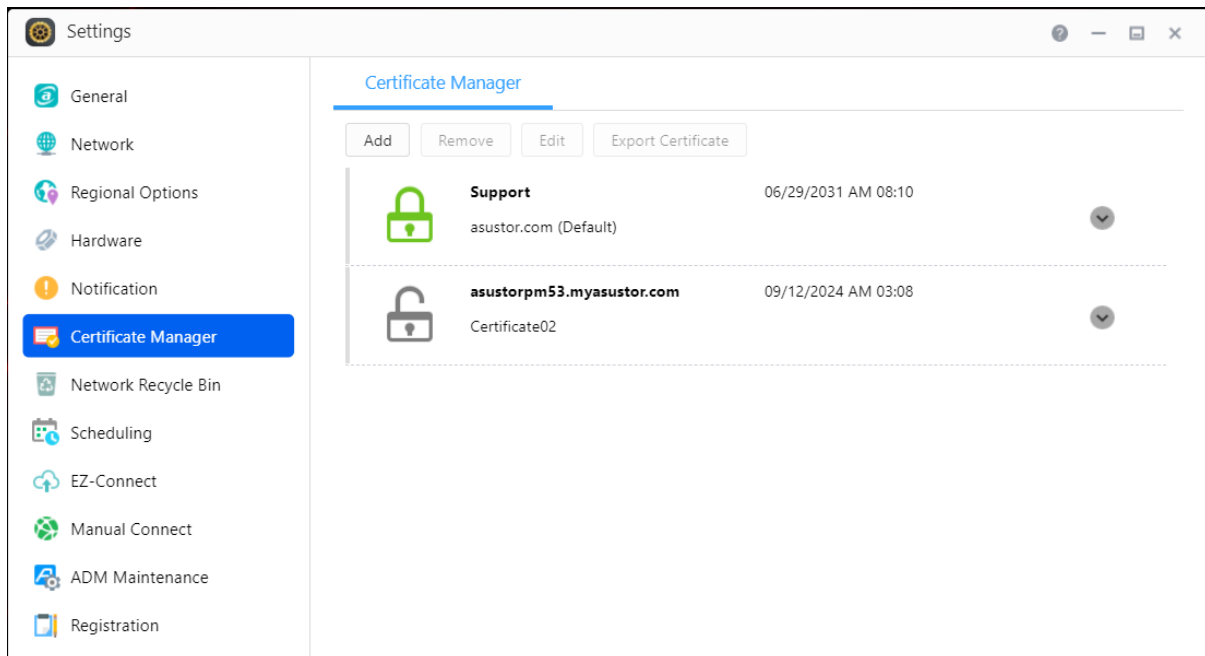 Settings
General
Network
Regional Options
Hardware
Notification
Certificate Manager
Network Recycle Bin
Scheduling
EZ-Connect
Manual Connect
ADM Maintenance
Registration
Certificate Manager
Add Remove Edit Export Certificate
Support 06/29/2031 AM 08:10
asustor.com (Default)
asustorpm53.myasustor.com 09/12/2024 AM 03:08
Certificate02